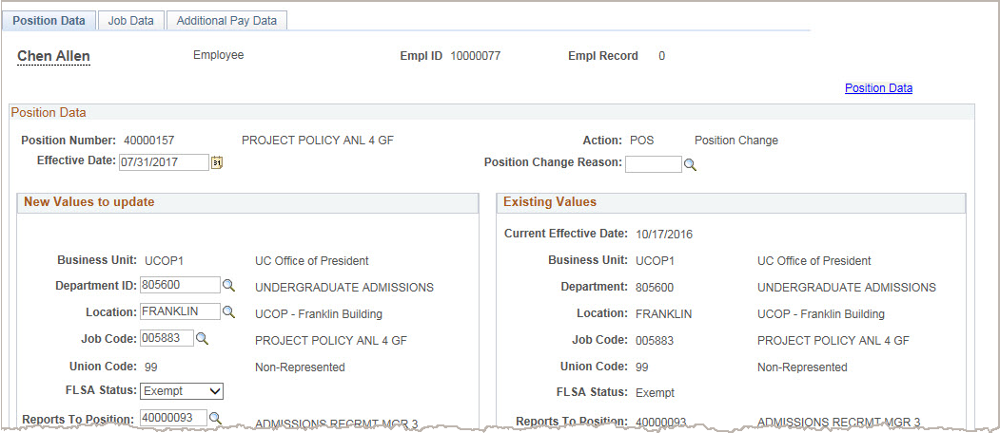 Position Data Job Data Additional Pay Data
Chen Allen Employee Empl ID 10000077 Empl Record 0
Position Data
Position Data
Position Number: 40000157 PROJECT POLICY ANL 4 GF Action: POS Position Change
Effective Date: 07/31/2017 31 Position Change Reason:
New Values to update Existing Values
Current Effective Date: 10/17/2016
Business Unit: UCOP1 UC Office of President Business Unit: UCOP1 UC Office of President
Department ID: 805600 UNDERGRADUATE ADMISSIONS Department: 805600 UNDERGRADUATE ADMISSIONS
Location: FRANKLIN UCOP - Franklin Building Location: FRANKLIN UCOP - Franklin Building
Job Code: 005883 PROJECT POLICY ANL 4 GF Job Code: 005883 PROJECT POLICY ANL 4 GF
Union Code: 99 Non-Represented Union Code: 99 Non-Represented
FLSA Status: Exempt FLSA Status: Exempt
Reports To Position: 40000093 ADMISSIONS RECRMT MGR 3 Reports To Position: 40000093 ADMISSIONS RECRMT MGR 3